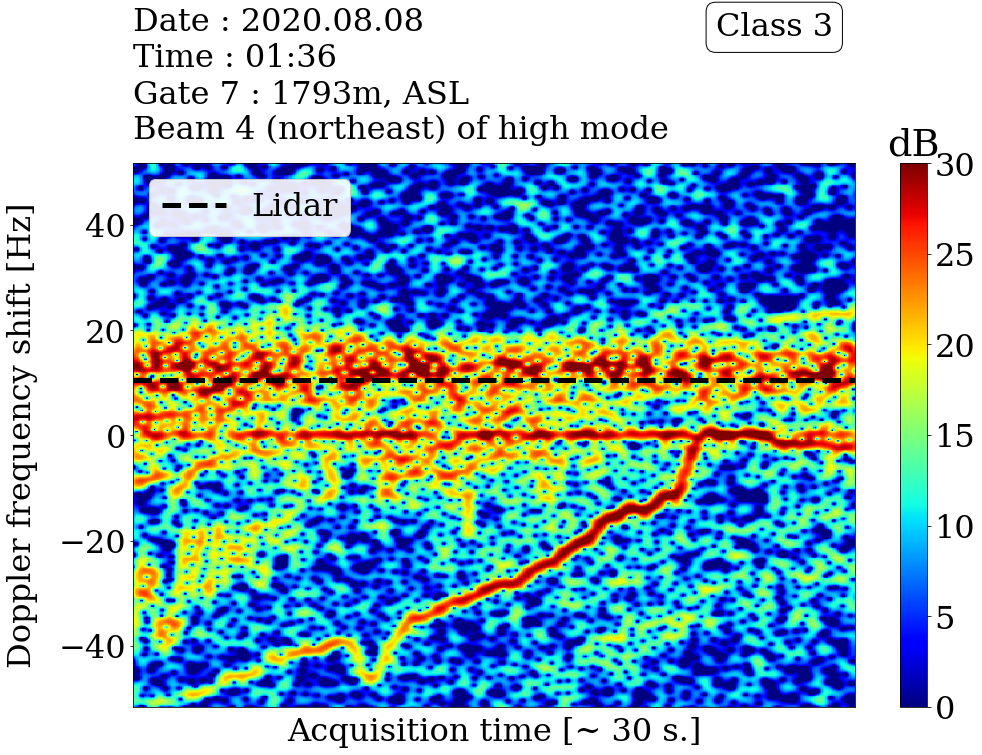 Date : 2020.08.08
Time : 01:36
Gate 7 : 1793m, ASL
Beam 4 (northeast) of high mode
Class 3
dB
Lidar
Doppler frequency shift [Hz]
40
20
0
−20
−40
30
25
20
15
10
5
0
Acquisition time [~ 30 s.]